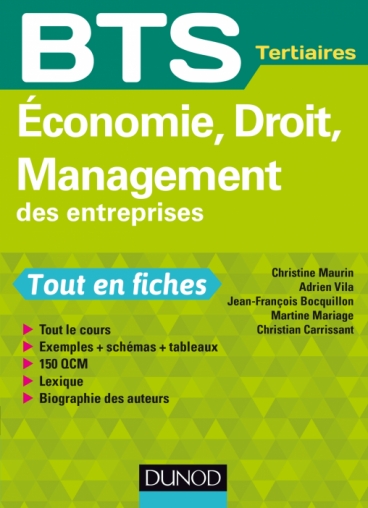 BTS
Tertiaires
Économie, Droit,
Management
des entreprises
Tout en fiches
Christine Maurin
Adrien Vila
Jean-François Bocquillon
Martine Mariage
Christian Carrissant
Tout le cours
Exemples + schémas + tableaux
150 QCM
Lexique
Biographie des auteurs
DUNOD